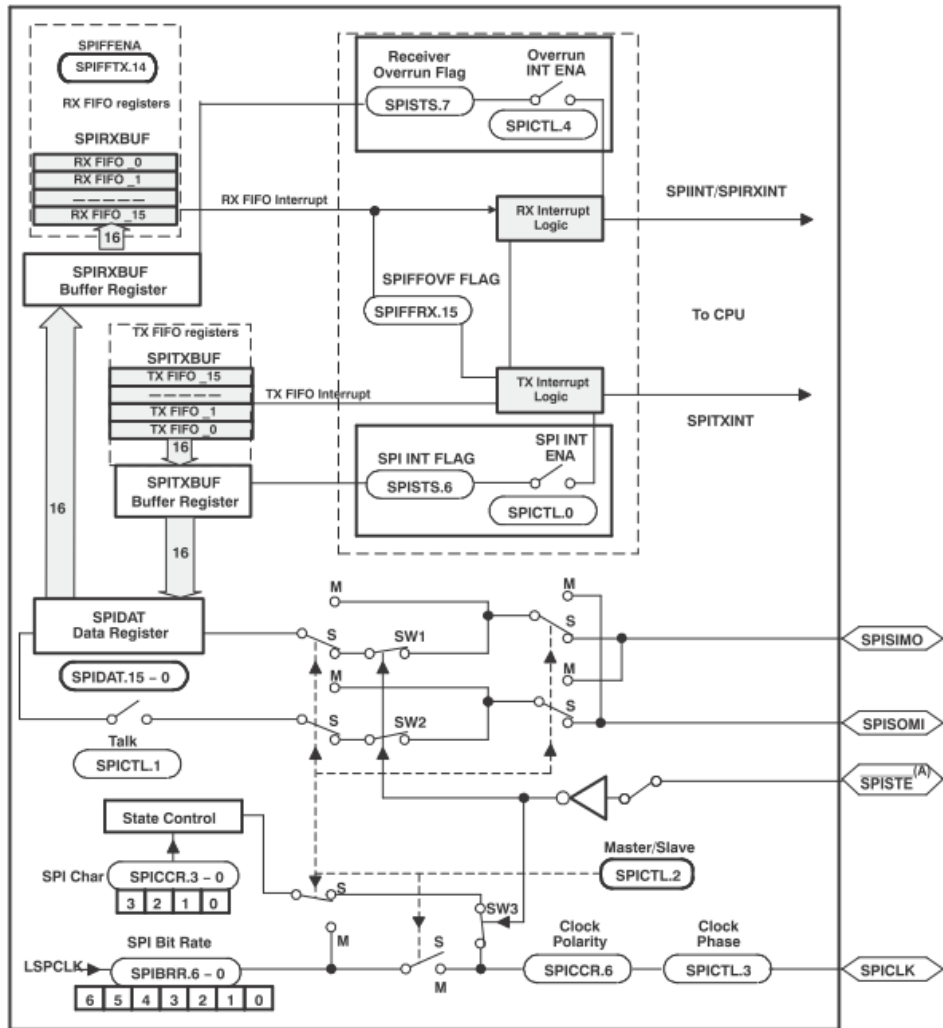 SPIFFENA
SPIFFTX.14
RX FIFO registers
SPIRXBUF
RX FIFO _0
RX FIFO _1
– – – – –
RX FIFO _15
16
SPIRXBUF
Buffer Register
Receiver
Overrun Flag
SPISTS.7
Overrun
INT ENA
SPICTL.4
RX FIFO Interrupt
RX Interrupt
Logic
SPIINT/SPIRXINT
SPIFFOVF FLAG
SPIFFRX.15
To CPU
TX FIFO registers
SPITXBUF
TX FIFO _15
– – – – –
TX FIFO _1
TX FIFO _0
16
SPITXBUF
Buffer Register
TX FIFO Interrupt
TX Interrupt
Logic
SPITXINT
SPI INT FLAG
SPISTS.6
SPI INT
ENA
SPICTL.0
16
16
SPIDAT
Data Register
SPIDAT.15 – 0
M
S
SW1
M
S
SPISIMO
M
S
SW2
M
S
SPISOMI
Talk
SPICTL.1
SPISTE (A)
State Control
SPI Char
SPICCR.3 – 0
3 2 1 0
Master/Slave
SPICTL.2
S
M
SW3
S
M
SPI Bit Rate
LSPCLK
SPIBRR.6 – 0
6 5 4 3 2 1 0
Clock
Polarity
SPICCR.6
Clock
Phase
SPICTL.3
SPICLK